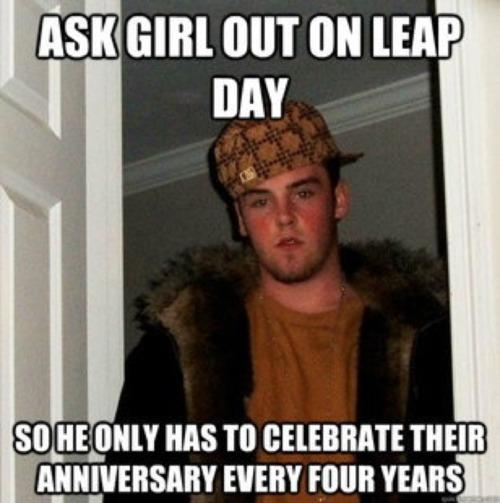 ASK GIRL OUT ON LEAP
DAY
SO HE ONLY HAS TO CELEBRATE THEIR
ANNIVERSARY EVERY FOUR YEARS